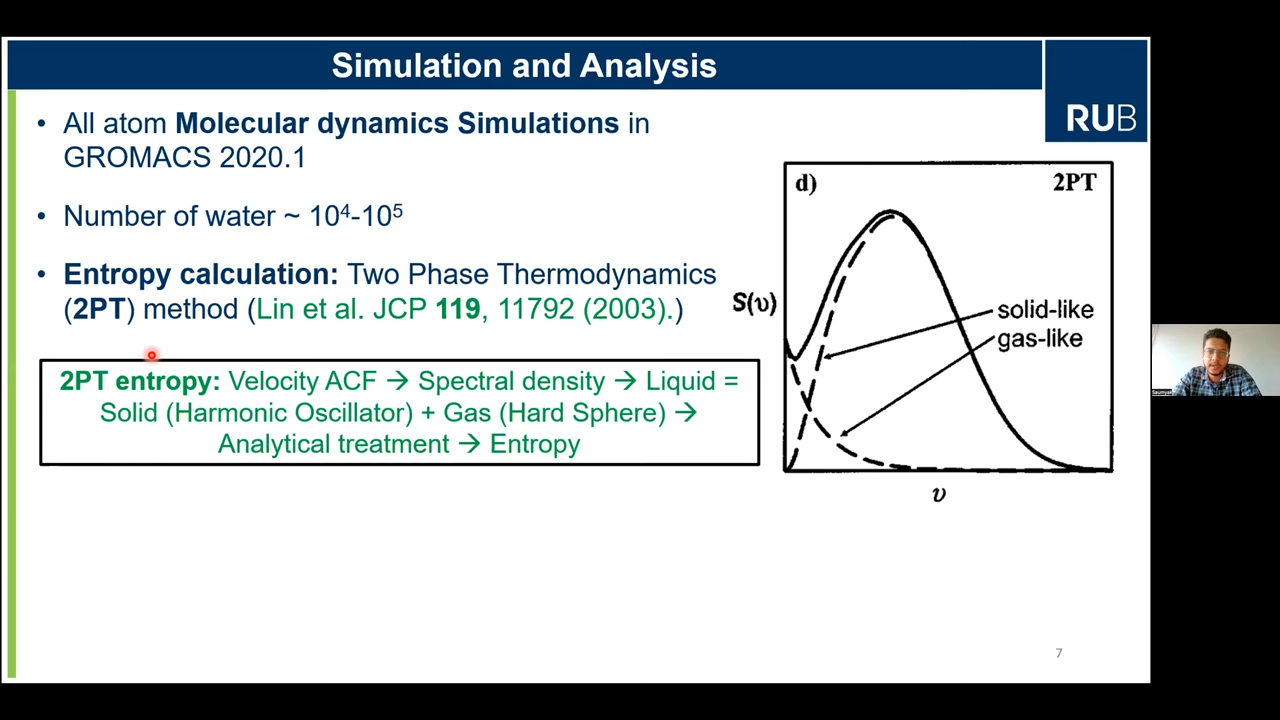 Simulation and Analysis
RUB
• All atom Molecular dynamics Simulations in
GROMACS 2020.1
• Number of water ~ 10⁴-10⁵
• Entropy calculation: Two Phase Thermodynamics
(2PT) method (Lin et al. JCP 119, 11792 (2003).)
2PT entropy: Velocity ACF → Spectral density → Liquid =
Solid (Harmonic Oscillator) + Gas (Hard Sphere) →
Analytical treatment → Entropy
d)
2PT
S(υ)
solid-like
gas-like
υ
7